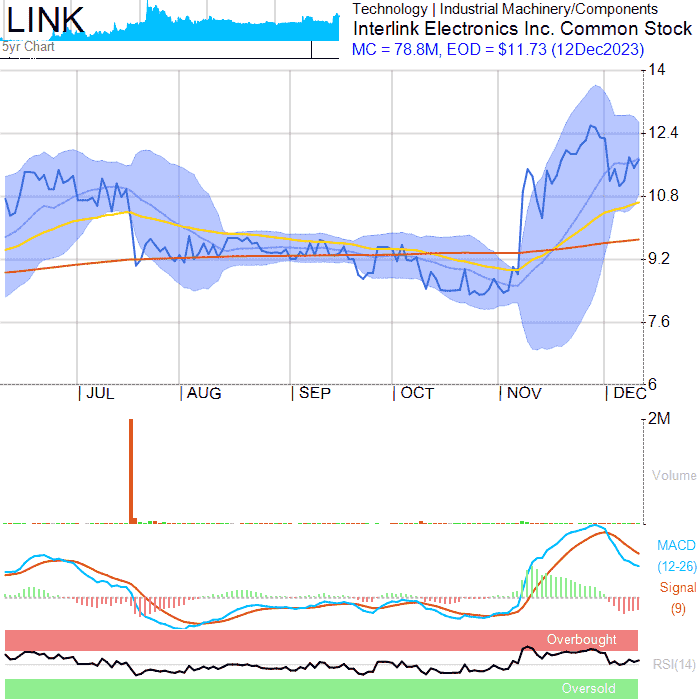 LINK
5yr Chart
Technology | Industrial Machinery/Components
Interlink Electronics Inc. Common Stock
MC = 78.8M, EOD = $11.73 (12Dec2023)
14
12.4
10.8
9.2
7.6
6
JUL
AUG
SEP
OCT
NOV
DEC
2M
Volume
MACD
(12-26)
Signal
(9)
Overbought
RSI(14)
Oversold